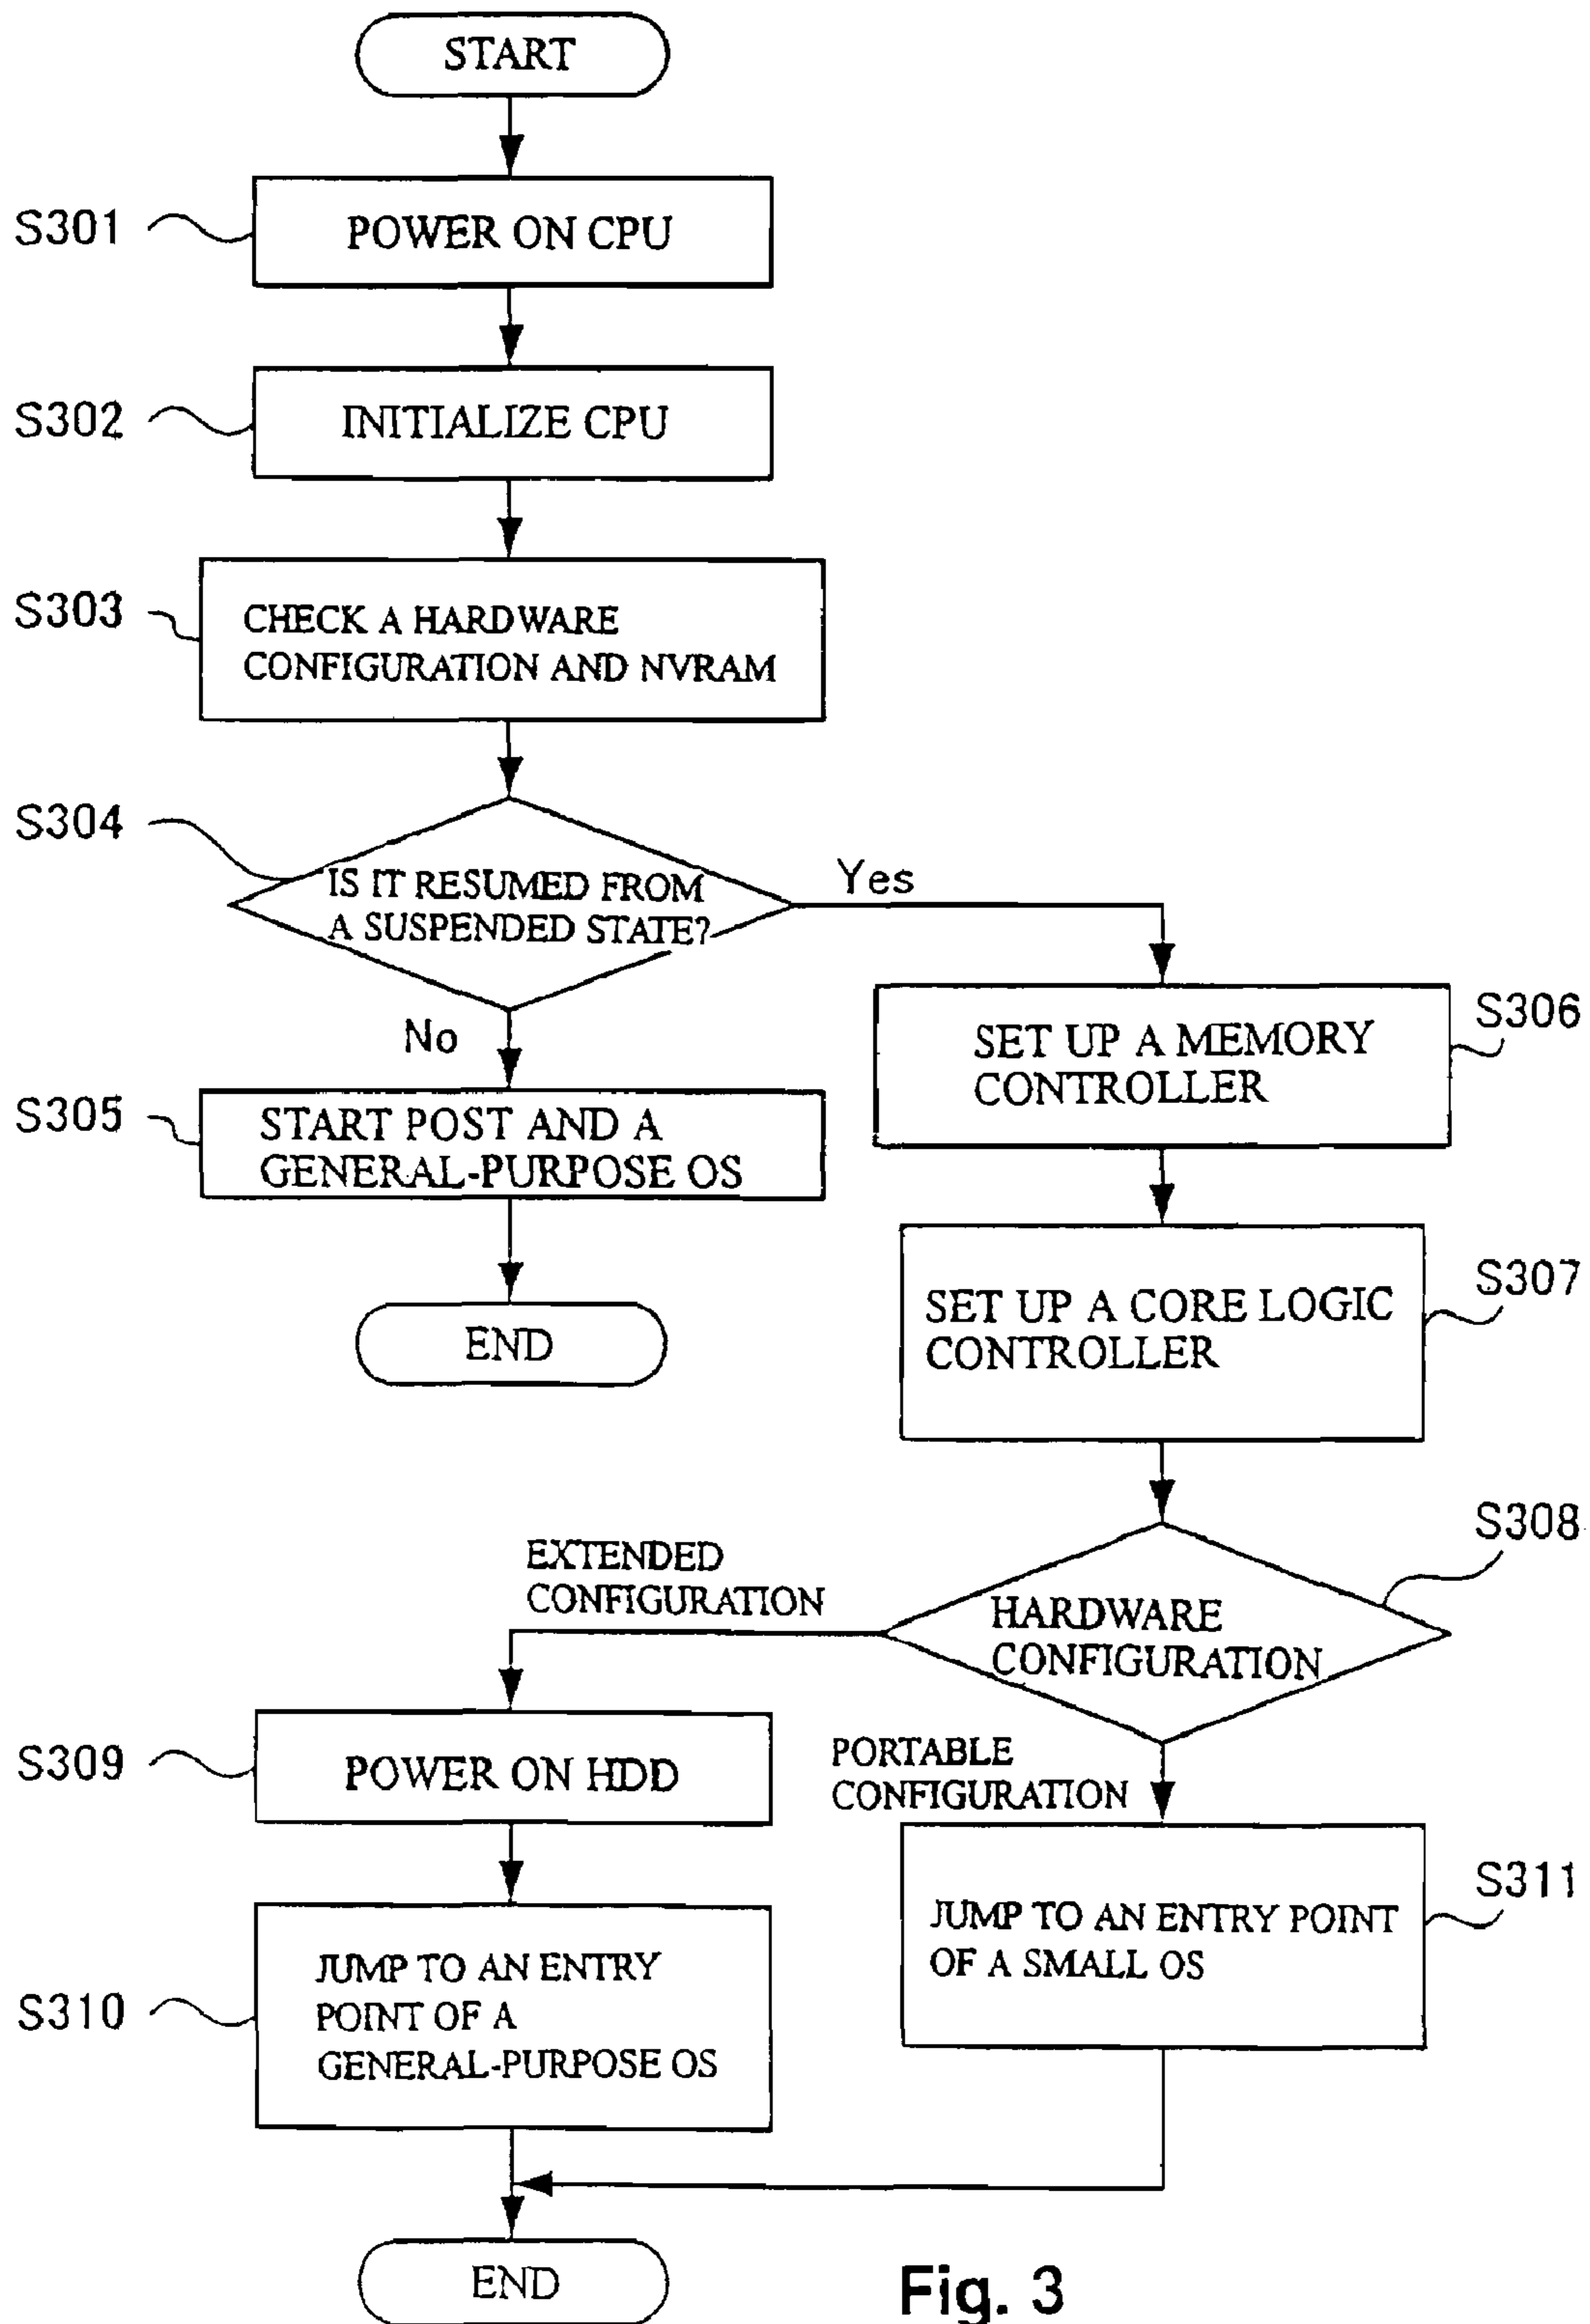 START
S301
POWER ON CPU
S302
INITIALIZE CPU
S303
CHECK A HARDWARE
CONFIGURATION AND NVRAM
S304
IS IT RESUMED FROM
A SUSPENDED STATE?
Yes
No
S305
START POST AND A
GENERAL-PURPOSE OS
END
S306
SET UP A MEMORY
CONTROLLER
S307
SET UP A CORE LOGIC
CONTROLLER
S308
HARDWARE
CONFIGURATION
EXTENDED
CONFIGURATION
PORTABLE
CONFIGURATION
S309
POWER ON HDD
S310
JUMP TO AN ENTRY
POINT OF A
GENERAL-PURPOSE OS
S311
JUMP TO AN ENTRY POINT
OF A SMALL OS
END
Fig. 3